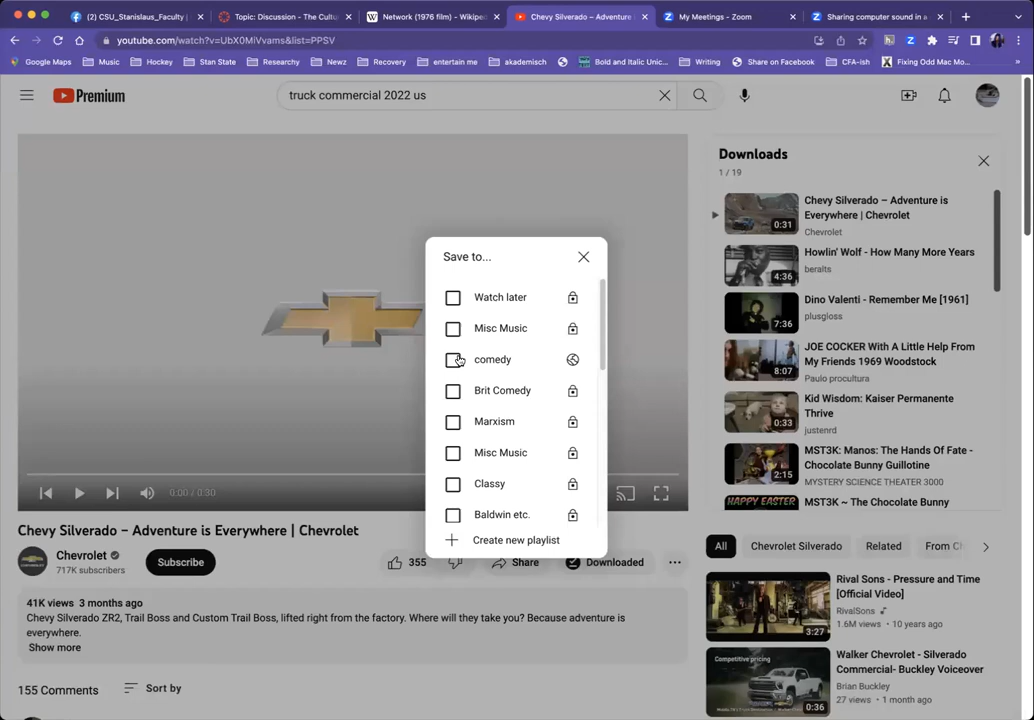 CSU_Stanislaus_Faculty |
Topic: Discussion - The Cultu
Network (1976 film) - Wikipe
Chevy Silverado – Adventure
My Meetings - Zoom
Sharing computer sound in a
youtube.com/watch?v=UbX0MiVvams&list=PPSV
Google Maps
Music
Hockey
Stan State
Researchy
Newz
Recovery
entertain me
akademisch
Bold and Italic Unic...
Writing
Share on Facebook
CFA-ish
Fixing Odd Mac Mo...
Premium
truck commercial 2022 us
Downloads
1 / 19
Chevy Silverado – Adventure is
Everywhere | Chevrolet
Chevrolet
0:31
Howlin' Wolf - How Many More Years
beralts
4:36
Dino Valenti - Remember Me [1961]
plusgloss
7:36
JOE COCKER With A Little Help From
My Friends 1969 Woodstock
Paulo procultura
8:07
Kid Wisdom: Kaiser Permanente
Thrive
justenrd
0:33
MST3K: Manos: The Hands Of Fate -
Chocolate Bunny Guillotine
MYSTERY SCIENCE THEATER 3000
2:15
MST3K ~ The Chocolate Bunny
HAPPY EASTER
Save to...
Watch later
Misc Music
comedy
Brit Comedy
Marxism
Misc Music
Classy
Baldwin etc.
Create new playlist
0:00 / 0:30
Chevy Silverado – Adventure is Everywhere | Chevrolet
Chevrolet
717K subscribers
Subscribe
355
Share
Downloaded
41K views 3 months ago
Chevy Silverado ZR2, Trail Boss and Custom Trail Boss, lifted right from the factory. Where will they take you? Because adventure is
everywhere.
Show more
155 Comments
Sort by
All
Chevrolet Silverado
Related
From Ch
Rival Sons - Pressure and Time
[Official Video]
RivalSons
1.6M views • 10 years ago
3:27
Walker Chevrolet - Silverado
Commercial- Buckley Voiceover
Brian Buckley
27 views • 1 month ago
Competitive pricing
0:36